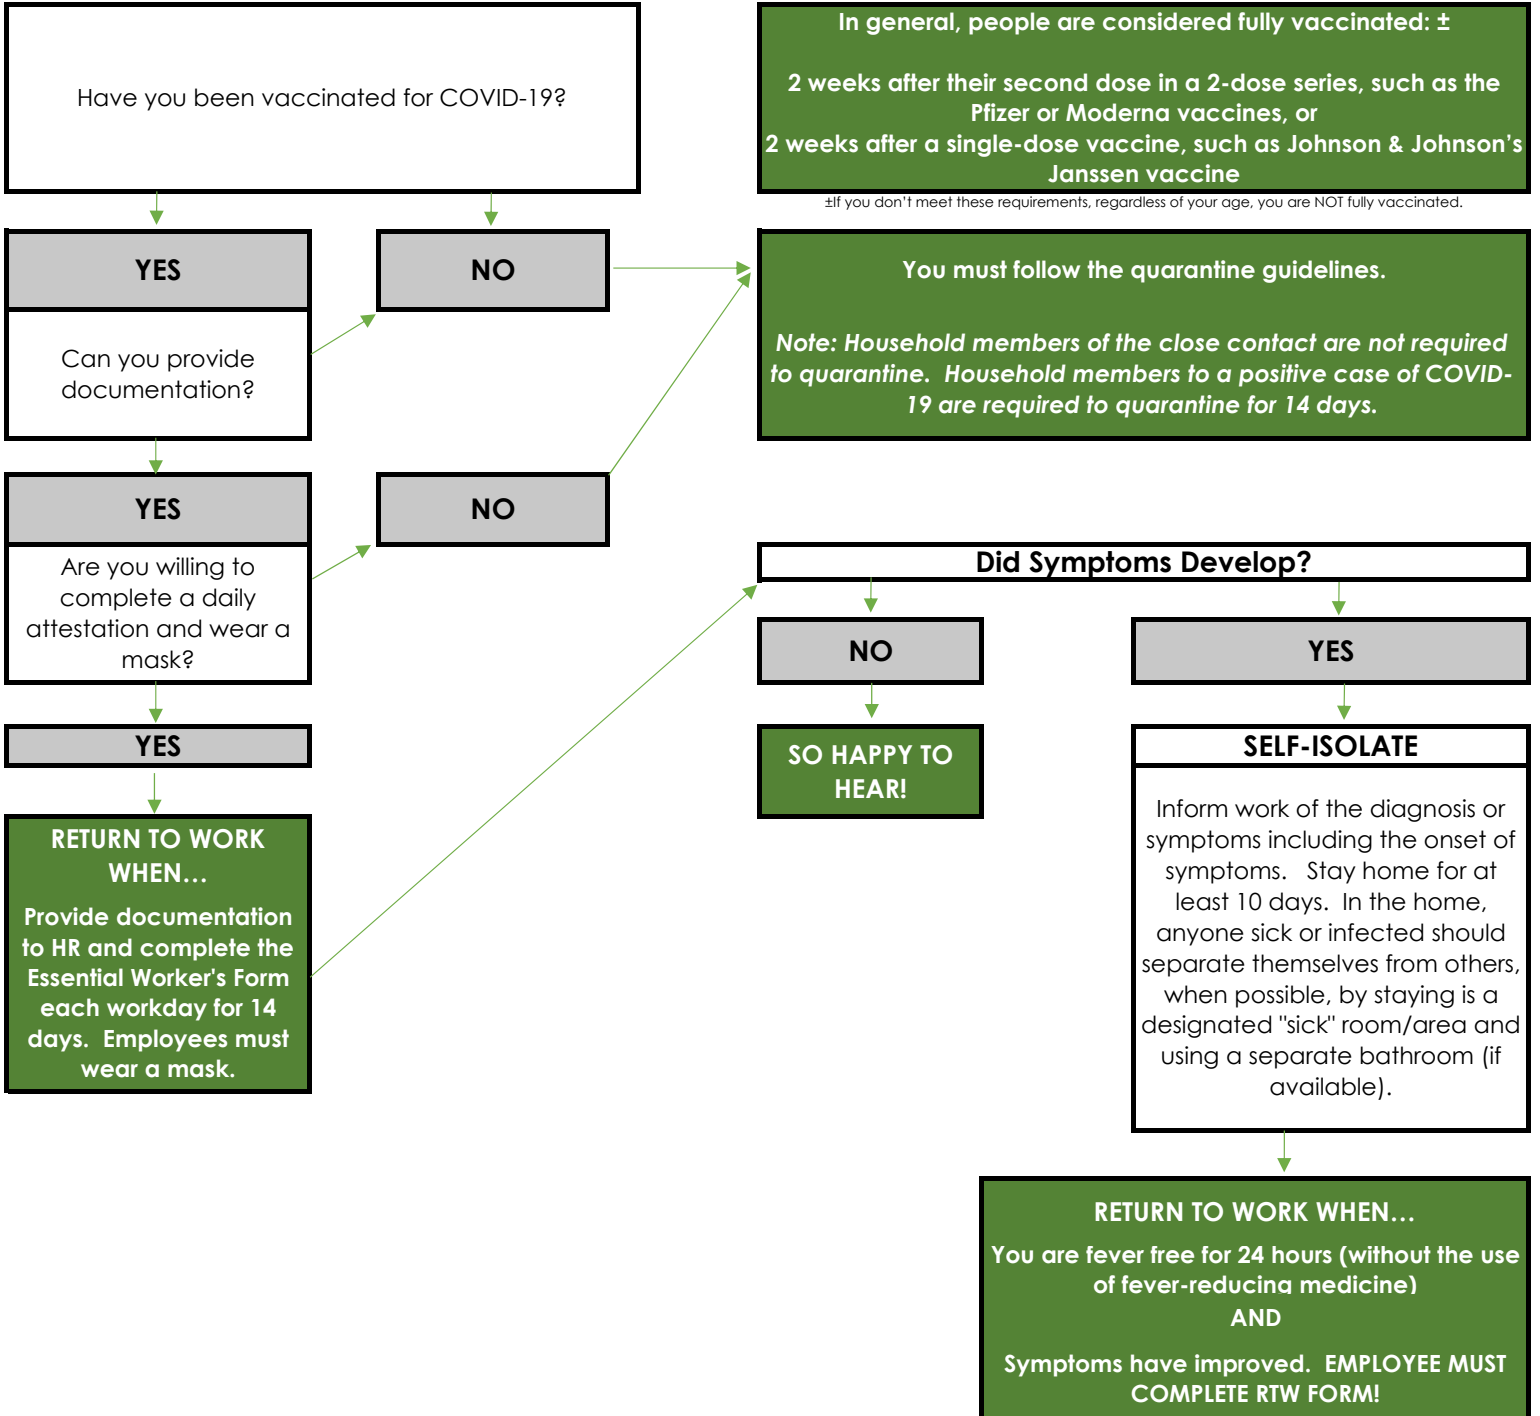 Have you been vaccinated for COVID-19?
In general, people are considered fully vaccinated: ±
2 weeks after their second dose in a 2-dose series, such as the
Pfizer or Moderna vaccines, or
2 weeks after a single-dose vaccine, such as Johnson & Johnson’s
Janssen vaccine
±If you don’t meet these requirements, regardless of your age, you are NOT fully vaccinated.
YES
NO
Can you provide
documentation?
You must follow the quarantine guidelines.
Note: Household members of the close contact are not required
to quarantine.  Household members to a positive case of COVID-
19 are required to quarantine for 14 days.
YES
NO
Are you willing to
complete a daily
attestation and wear a
mask?
YES
RETURN TO WORK
WHEN…
Provide documentation
to HR and complete the
Essential Worker's Form
each workday for 14
days.  Employees must
wear a mask.
Did Symptoms Develop?
NO
YES
SO HAPPY TO
HEAR!
SELF-ISOLATE
Inform work of the diagnosis or
symptoms including the onset of
symptoms.   Stay home for at
least 10 days.  In the home,
anyone sick or infected should
separate themselves from others,
when possible, by staying is a
designated "sick" room/area and
using a separate bathroom (if
available).
RETURN TO WORK WHEN…
You are fever free for 24 hours (without the use
of fever-reducing medicine)
AND
Symptoms have improved.  EMPLOYEE MUST
COMPLETE RTW FORM!